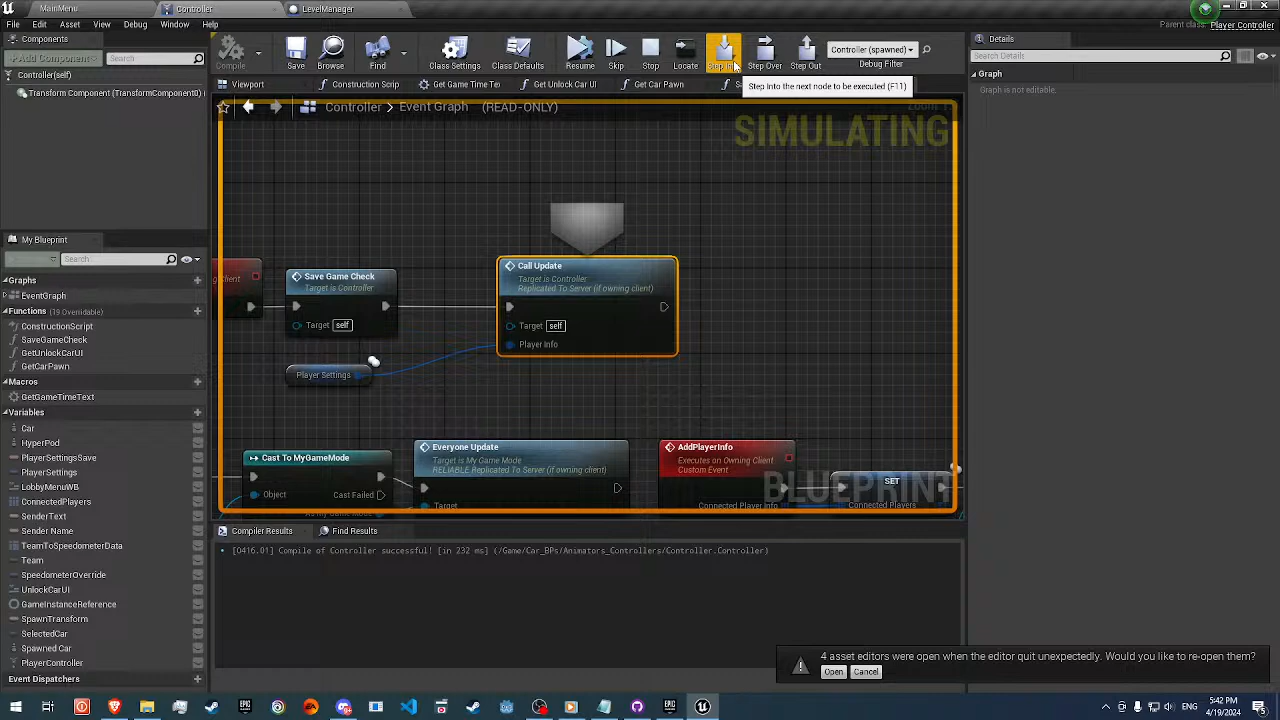 MainMenu
Controller
LevelManager
File Edit Asset View Debug Window Help
Parent class: Player Controller
Components
Details
Add Component
Search
Compile
Save
Browse
Find
Class Settings
Class Defaults
Resume
Skip
Stop
Locate
Step Into
Step Over
Step Out
Controller (spawned)
Debug Filter
Search Details
Graph
Graph is not editable.
Controller(self)
TransformComponent (TransformComponent)
Viewport
Construction Scrip
Get Game Time Te
Get Unlock Car UI
Get Car Pawn
Step Into the next node to be executed (F11)
Controller
Event Graph
(READ-ONLY)
SIMULATING
Call Update
Target is Controller
Replicated To Server (if owning client)
Target
self
Player Info
Save Game Check
Target is Controller
Target
self
Player Settings
Cast To MyGameMode
Object
Cast Failed
Everyone Update
Target is My Game Mode
RELIABLE Replicated To Server (if owning client)
Target
AddPlayerInfo
Executes on Owning Client
Custom Event
Connected Player Info
SET
Connected Players
BLUEPRINT
My Blueprint
Search
Graphs
EventGraph
Functions (19 Overridable)
ConstructionScript
SaveGameCheck
GetUnlockCarUI
GetCarPawn
Macros
GetGameTimeText
Variables
Car
HyperPod
PlayerSettingsSave
LobbyMenuWB
ConnectedPlayers
SenderText
Sender Name
TeamToSpeedometerData
Team
SpeedometerOverride
UnlockCarUI
GameInstanceReference
SpawnTransform
SelectedCar
Spawned Car
PlayerController
Event Dispatchers
Compiler Results
Find Results
[0416.01] Compile of Controller successful! [in 232 ms] (/Game/Car_BPs/Animators_Controllers/Controller.Controller)
4 asset editors were open when the editor quit unexpectedly. Would you like to re-open them?
Open
Cancel
5:42 PM
4/19/2024